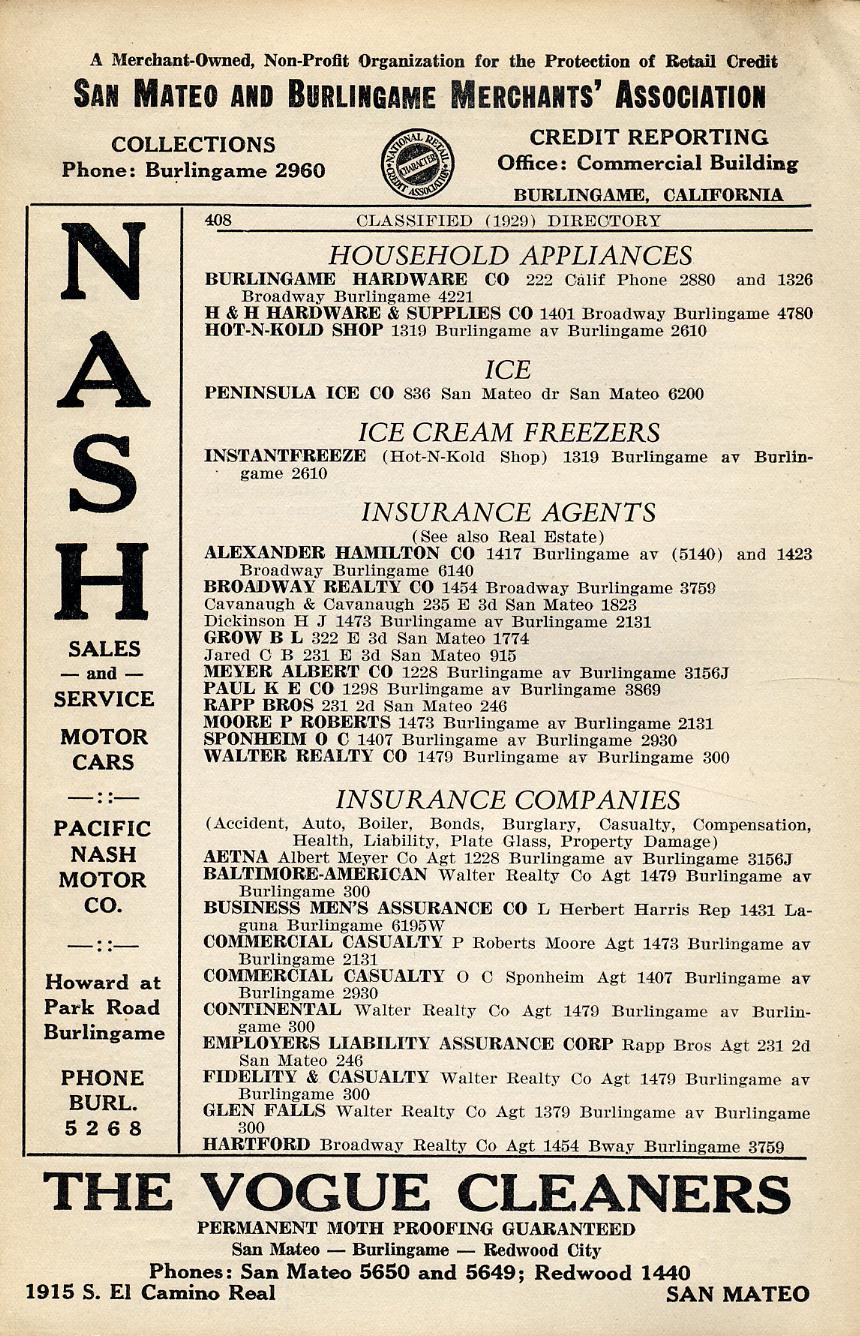 A Merchant-Owned, Non-Profit Organization for the Protection of Retail Credit
SAN MATEO AND BURLINGAME MERCHANTS' ASSOCIATION
COLLECTIONS
Phone: Burlingame 2960
NATIONAL RETAIL
CHARACTER
CREDIT ASSOCIATION
CREDIT REPORTING
Office: Commercial Building
BURLINGAME, CALIFORNIA
N
A
S
H
SALES
— and —
SERVICE
MOTOR
CARS
—::—
PACIFIC
NASH
MOTOR
CO.
—::—
Howard at
Park Road
Burlingame
PHONE
BURL.
5 2 6 8
408 CLASSIFIED (1929) DIRECTORY
HOUSEHOLD APPLIANCES
BURLINGAME HARDWARE CO 222 Calif Phone 2880 and 1326
Broadway Burlingame 4221
H & H HARDWARE & SUPPLIES CO 1401 Broadway Burlingame 4780
HOT-N-KOLD SHOP 1319 Burlingame av Burlingame 2610
ICE
PENINSULA ICE CO 836 San Mateo dr San Mateo 6200
ICE CREAM FREEZERS
INSTANTFREEZE (Hot-N-Kold Shop) 1319 Burlingame av Burlin-
game 2610
INSURANCE AGENTS
(See also Real Estate)
ALEXANDER HAMILTON CO 1417 Burlingame av (5140) and 1423
Broadway Burlingame 6140
BROADWAY REALTY CO 1454 Broadway Burlingame 3759
Cavanaugh & Cavanaugh 235 E 3d San Mateo 1823
Dickinson H J 1473 Burlingame av Burlingame 2131
GROW B L 322 E 3d San Mateo 1774
Jared C B 231 E 3d San Mateo 915
MEYER ALBERT CO 1228 Burlingame av Burlingame 3156J
PAUL K E CO 1298 Burlingame av Burlingame 3869
RAPP BROS 231 2d San Mateo 246
MOORE P ROBERTS 1473 Burlingame av Burlingame 2131
SPONHEIM O C 1407 Burlingame av Burlingame 2930
WALTER REALTY CO 1479 Burlingame av Burlingame 300
INSURANCE COMPANIES
(Accident, Auto, Boiler, Bonds, Burglary, Casualty, Compensation,
Health, Liability, Plate Glass, Property Damage)
AETNA Albert Meyer Co Agt 1228 Burlingame av Burlingame 3156J
BALTIMORE-AMERICAN Walter Realty Co Agt 1479 Burlingame av
Burlingame 300
BUSINESS MEN'S ASSURANCE CO L Herbert Harris Rep 1431 La-
guna Burlingame 6195W
COMMERCIAL CASUALTY P Roberts Moore Agt 1473 Burlingame av
Burlingame 2131
COMMERCIAL CASUALTY O C Sponheim Agt 1407 Burlingame av
Burlingame 2930
CONTINENTAL Walter Realty Co Agt 1479 Burlingame av Burlin-
game 300
EMPLOYERS LIABILITY ASSURANCE CORP Rapp Bros Agt 231 2d
San Mateo 246
FIDELITY & CASUALTY Walter Realty Co Agt 1479 Burlingame av
Burlingame 300
GLEN FALLS Walter Realty Co Agt 1379 Burlingame av Burlingame
300
HARTFORD Broadway Realty Co Agt 1454 Bway Burlingame 3759
THE VOGUE CLEANERS
PERMANENT MOTH PROOFING GUARANTEED
San Mateo — Burlingame — Redwood City
Phones: San Mateo 5650 and 5649; Redwood 1440
1915 S. El Camino Real SAN MATEO